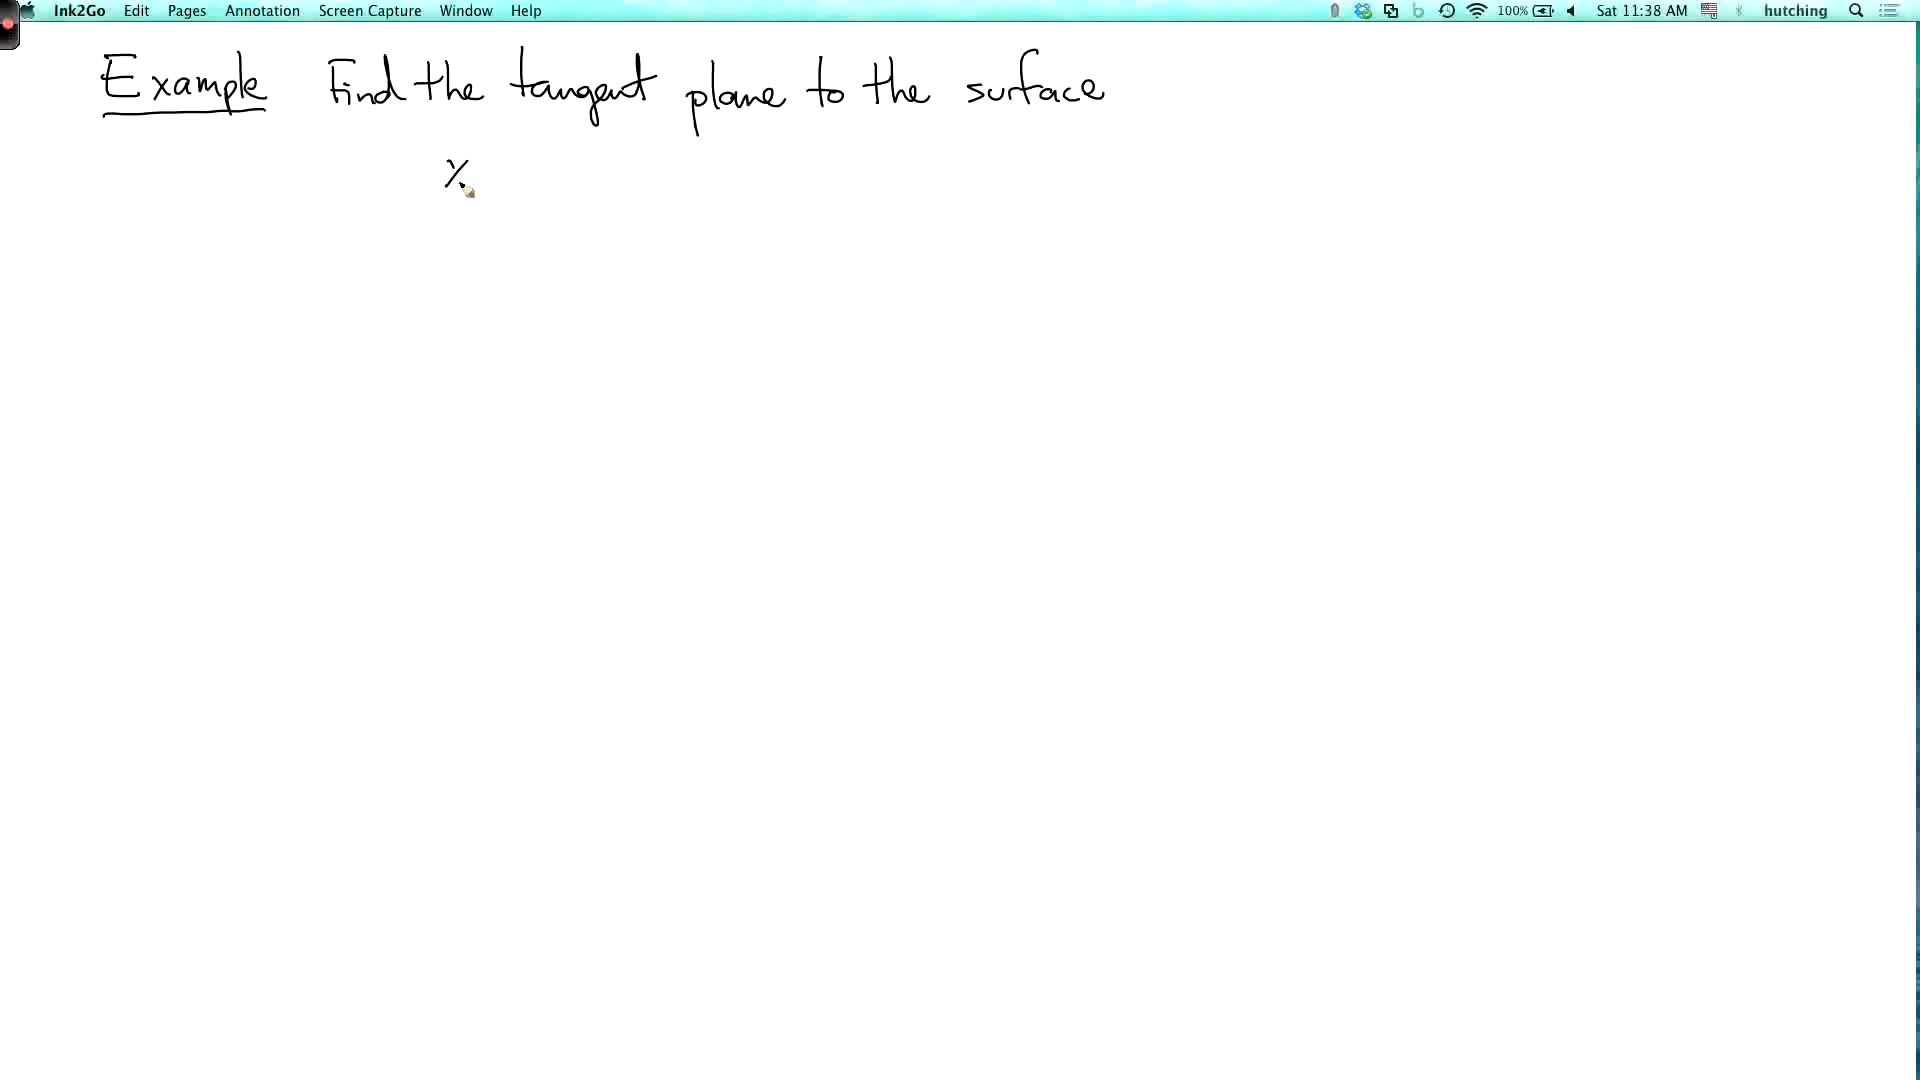 Ink2Go Edit Pages Annotation Screen Capture Window Help 100% Sat 11:38 AM hutching
Example Find the tangent plane to the surface
x